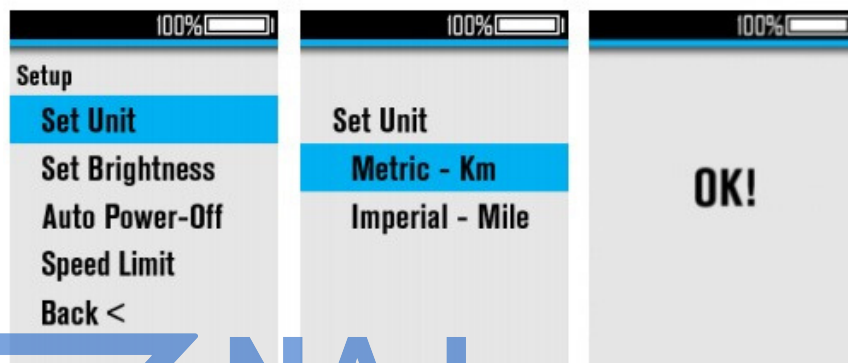 100%
Setup
Set Unit
Set Brightness
Auto Power-Off
Speed Limit
Back <
100%
Set Unit
Metric - Km
Imperial - Mile
100%
OK!